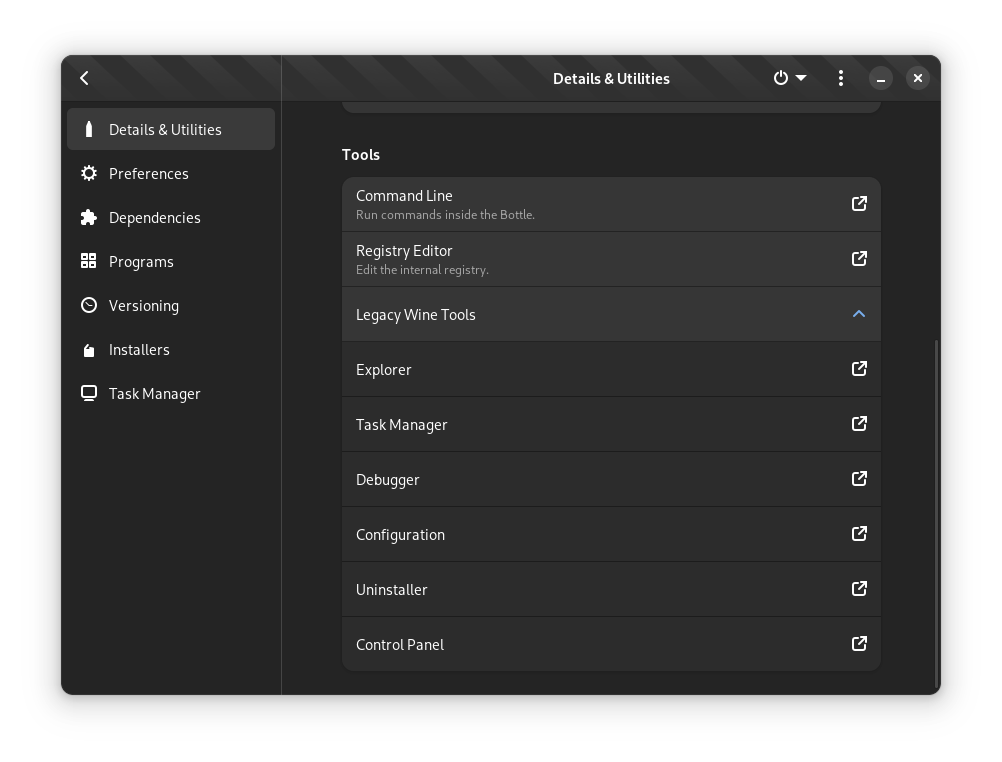 Details & Utilities
Details & Utilities
Preferences
Dependencies
Programs
Versioning
Installers
Task Manager
Tools
Command Line
Run commands inside the Bottle.
Registry Editor
Edit the internal registry.
Legacy Wine Tools
Explorer
Task Manager
Debugger
Configuration
Uninstaller
Control Panel